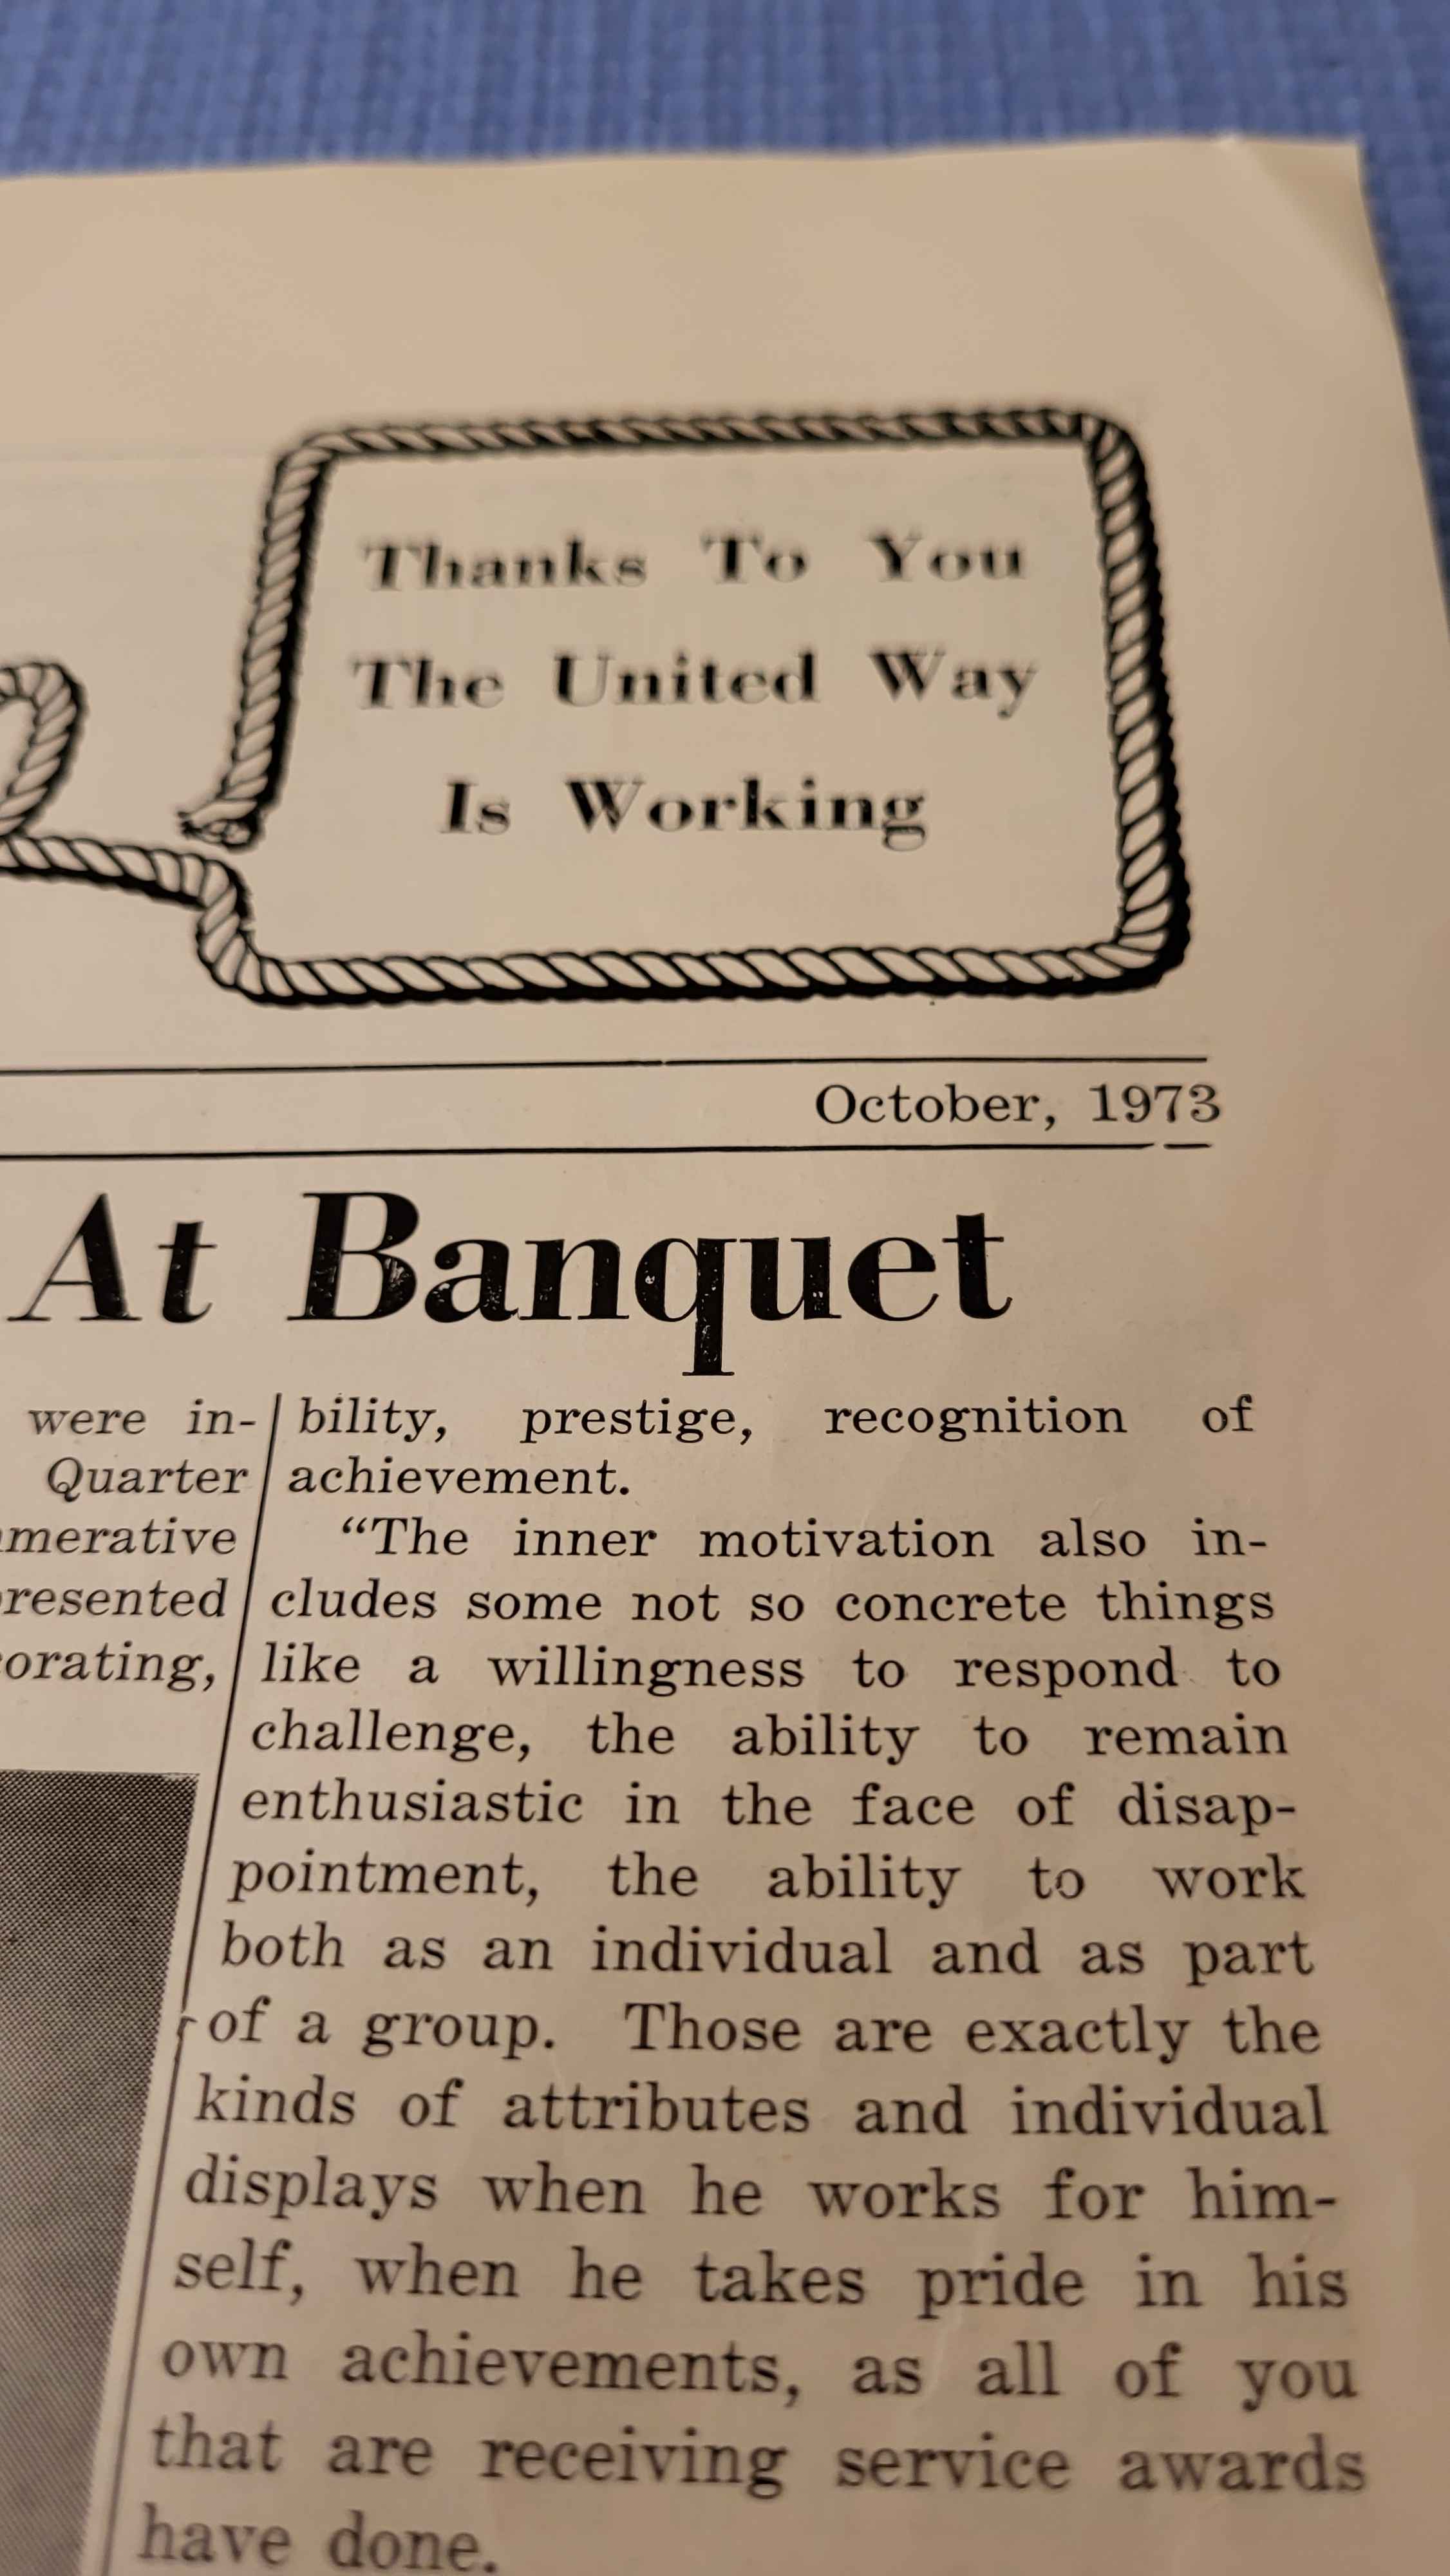 Thanks To You
The United Way
Is Working
October, 1973
At Banquet
were in-
Quarter
merative
resented
orating,
bility, prestige, recognition of
achievement.
“The inner motivation also in-
cludes some not so concrete things
like a willingness to respond to
challenge, the ability to remain
enthusiastic in the face of disap-
pointment, the ability to work
both as an individual and as part
of a group. Those are exactly the
kinds of attributes and individual
displays when he works for him-
self, when he takes pride in his
own achievements, as all of you
that are receiving service awards
have done.